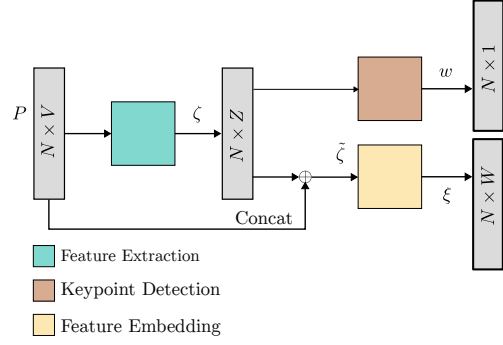 P
N × V
ζ
N × Z
w
N × 1
ζ̃
ξ
N × W
Concat
Feature Extraction
Keypoint Detection
Feature Embedding